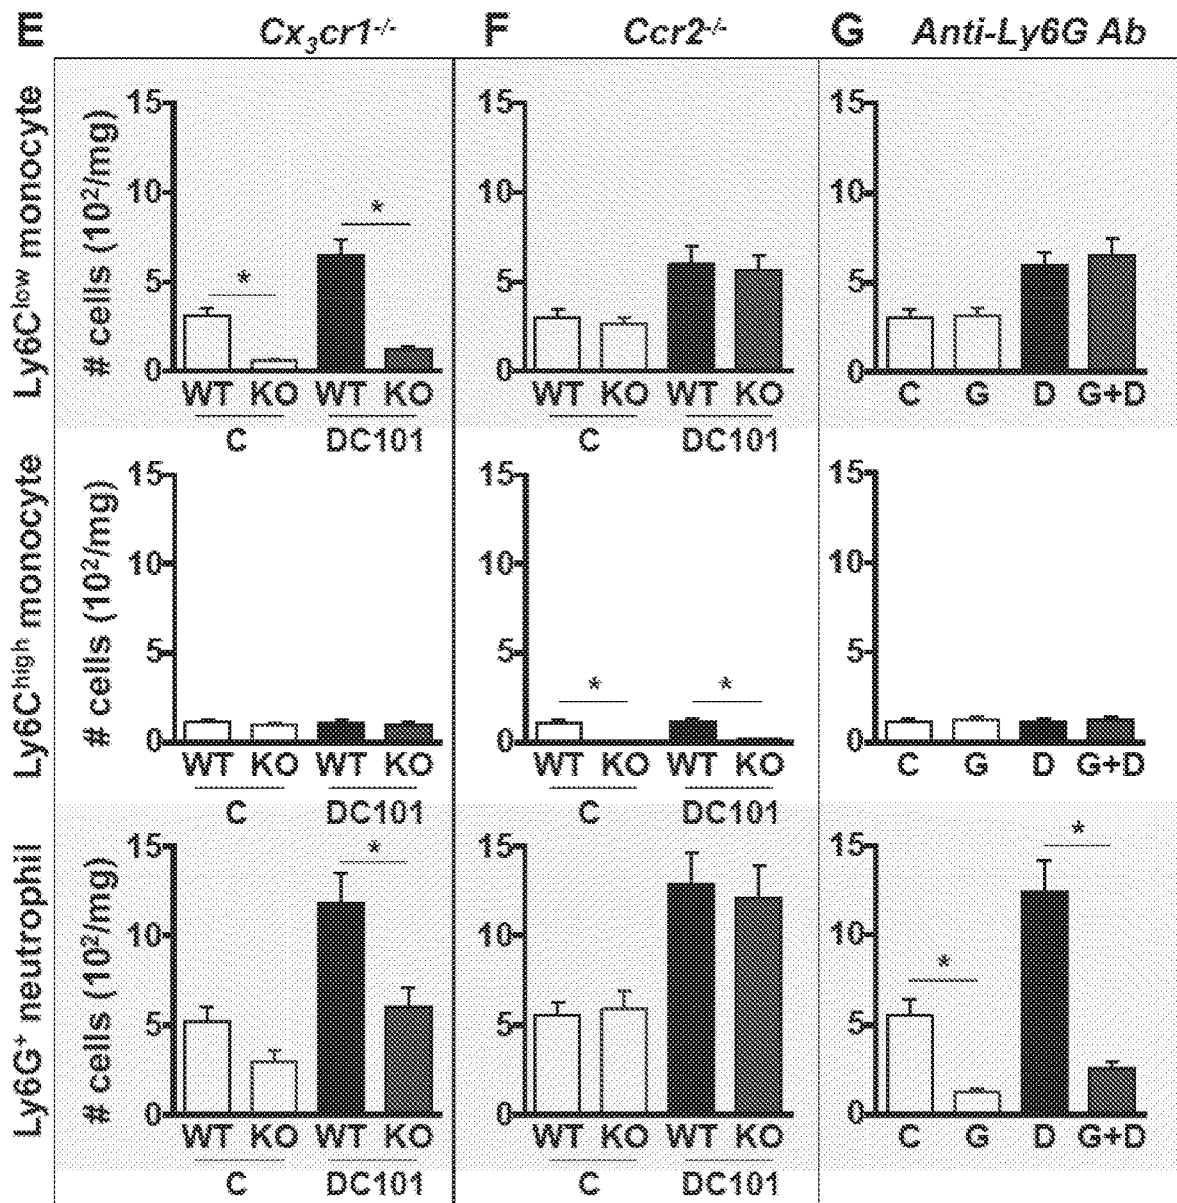 E Cx₃cr1⁻/⁻ F Ccr2⁻/⁻ G Anti-Ly6G Ab
Ly6Cˡᵒʷ monocyte
# cells (10²/mg)
15
10
5
0
WT KO WT KO
C DC101
*
*
15
10
5
0
WT KO WT KO
C DC101
15
10
5
0
C G D G+D
Ly6Cʰⁱᵍʰ monocyte
# cells (10²/mg)
15
10
5
0
WT KO WT KO
C DC101
15
10
5
0
*
*
WT KO WT KO
C DC101
15
10
5
0
C G D G+D
Ly6G⁺ neutrophil
# cells (10²/mg)
15
10
5
0
*
WT KO WT KO
C DC101
15
10
5
0
WT KO WT KO
C DC101
15
10
5
0
*
*
C G D G+D